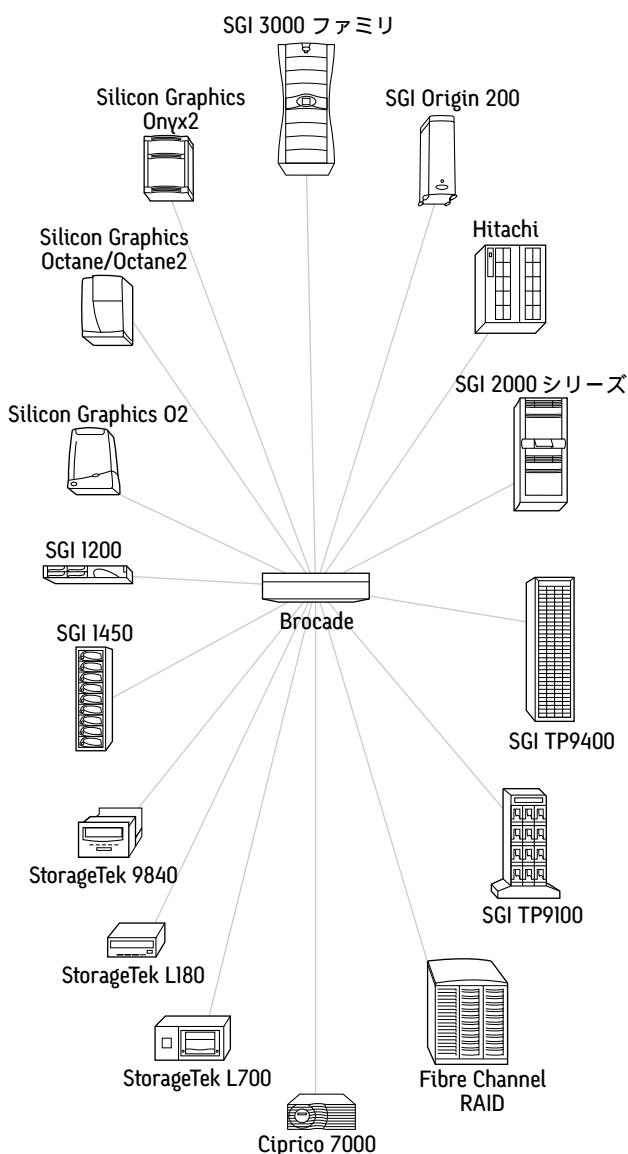 SGI 3000 ファミリ
Silicon Graphics
Onyx2
SGI Origin 200
Silicon Graphics
Octane/Octane2
Hitachi
SGI 2000 シリーズ
Silicon Graphics O2
SGI 1200
Brocade
SGI 1450
SGI TP9400
StorageTek 9840
SGI TP9100
StorageTek L180
StorageTek L700
Fibre Channel
RAID
Ciprico 7000